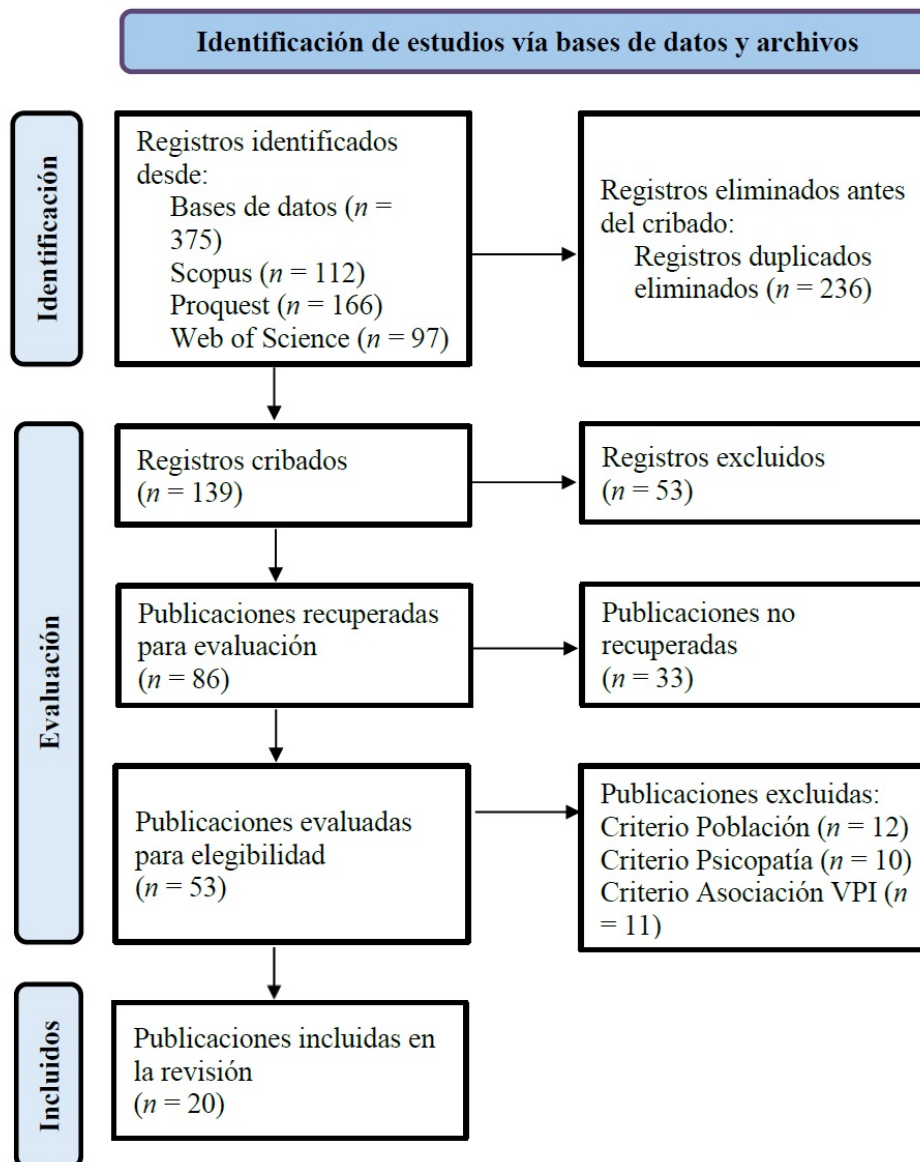 Identificación de estudios vía bases de datos y archivos
Identificación
Registros identificados
desde:
Bases de datos (n =
375)
Scopus (n = 112)
Proquest (n = 166)
Web of Science (n = 97)
Registros eliminados antes
del cribado:
Registros duplicados
eliminados (n = 236)
Evaluación
Registros cribados
(n = 139)
Registros excluidos
(n = 53)
Publicaciones recuperadas
para evaluación
(n = 86)
Publicaciones no
recuperadas
(n = 33)
Publicaciones evaluadas
para elegibilidad
(n = 53)
Publicaciones excluidas:
Criterio Población (n = 12)
Criterio Psicopatía (n = 10)
Criterio Asociación VPI (n
= 11)
Incluidos
Publicaciones incluidas en
la revisión
(n = 20)